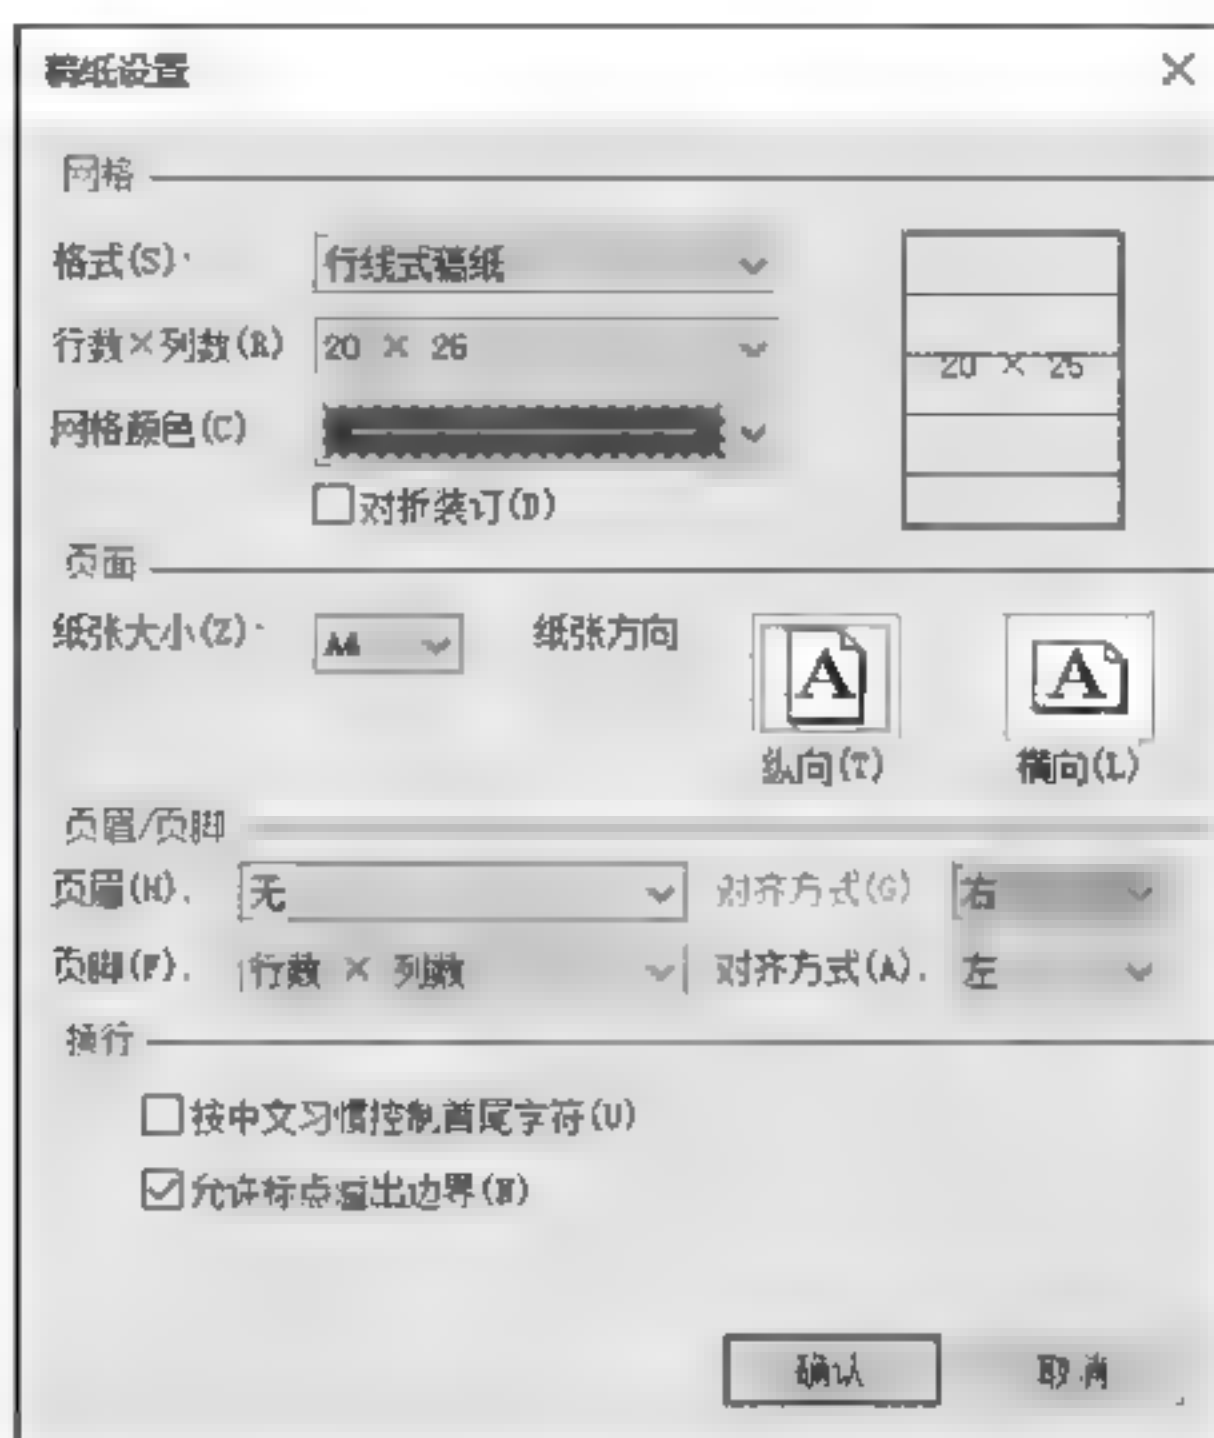 稿纸设置
网格
格式(S):
行线式稿纸
行数×列数(R)
20 × 25
20 × 25
网格颜色(C)
对折装订(D)
页面
纸张大小(Z):
A4
纸张方向
纵向(T)
横向(L)
页眉/页脚
页眉(H):
无
对齐方式(G)
右
页脚(F):
行数 × 列数
对齐方式(A):
左
换行
按中文习惯控制首尾字符(U)
允许标点溢出边界(N)
确认
取消